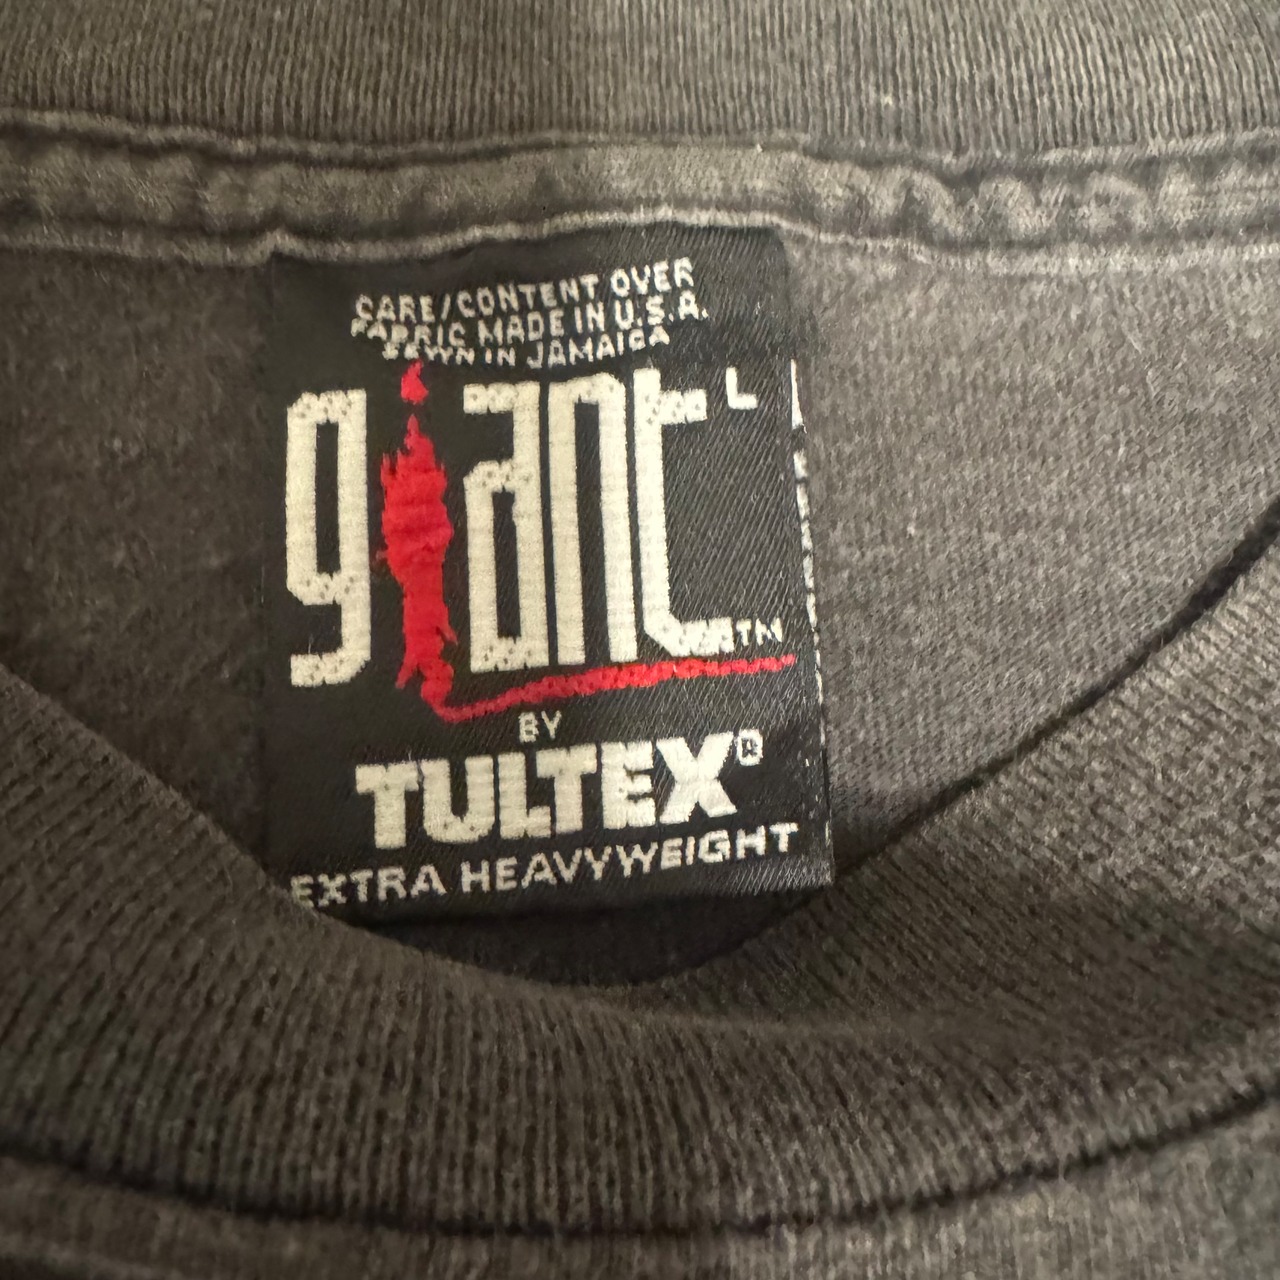 CARE/CONTENT OVER
FABRIC MADE IN U.S.A.
SEWN IN JAMAICA
giant L
TM
BY
TULTEX®
EXTRA HEAVYWEIGHT